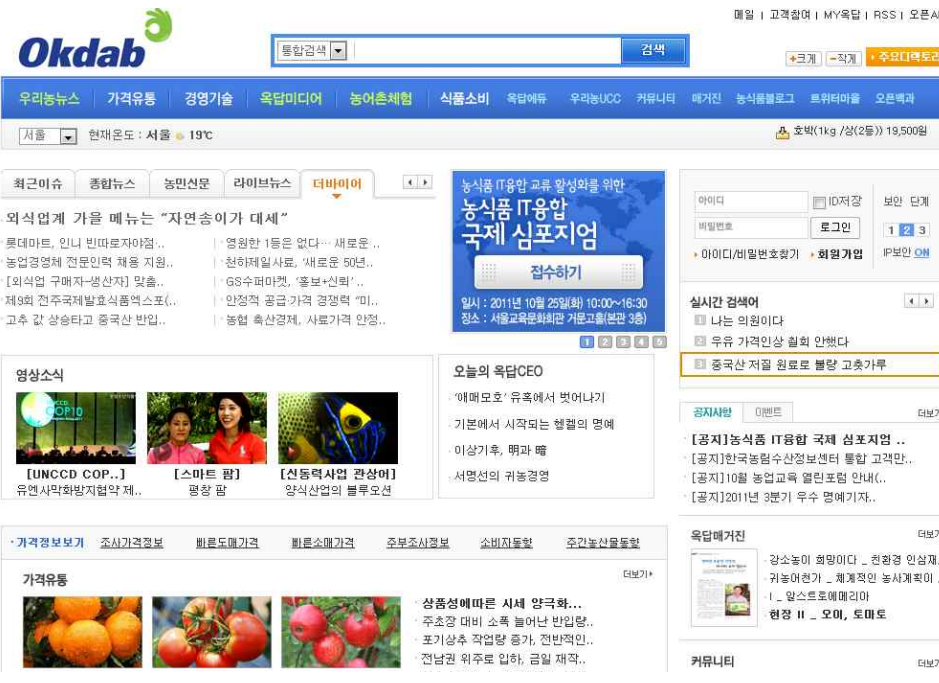 메일 | 고객참여 | MY옥답 | RSS | 오픈AI
Okdab
통합검색
검색
+크게 -작게 주요디렉토리
우리농뉴스 가격유통 경영기술 옥답미디어 농어촌체험 식품소비 옥답에듀 우리농UCC 커뮤니티 매거진 농식품블로그 트위터마을 오픈백과
서울 현재온도 : 서울 19℃
호박(1kg /상(2등)) 19,500원
최근이슈 종합뉴스 농민신문 라이브뉴스 더바이어
외식업계 가을 메뉴는 “자연송이가 대세”
롯데마트, 인니 빈따로자야점..
농업경영체 전문인력 채용 지원..
[외식업 구매자-생산자] 맞춤..
제9회 전주국제발효식품엑스포(..
고추 값 상승타고 중국산 반입..
영원한 1등은 없다… 새로운 ..
천하제일사료, '새로운 50년..
GS수퍼마켓, '홍보+신뢰' ..
안정적 공급·가격 경쟁력 “미..
농협 축산경제, 사료가격 안정..
농식품 IT융합 교류 활성화를 위한
농식품 IT융합
국제 심포지엄
접수하기
일시 : 2011년 10월 25일(화) 10:00~16:30
장소 : 서울교육문화회관 거문고홀(본관 3층)
1 2 3 4 5
아이디
ID저장
보안 단계
비밀번호
로그인
1 2 3
아이디/비밀번호찾기 회원가입
IP보안 ON
실시간 검색어
1 나는 의원이다
2 우유 가격인상 철회 안했다
3 중국산 저질 원료로 불량 고춧가루
영상소식
[UNCCD COP..]
유엔사막화방지협약 제..
[스마트 팜]
평창 팜
[신동력사업 관상어]
양식산업의 블루오션
오늘의 옥답CEO
'애매모호' 유혹에서 벗어나기
기본에서 시작되는 헹켈의 명예
이상기후, 明과 暗
서명선의 귀농경영
공지사항 이벤트 더보기
[공지]농식품 IT융합 국제 심포지엄 ..
[공지]한국농림수산정보센터 통합 고객만..
[공지]10월 농업교육 열린포럼 안내(..
[공지]2011년 3분기 우수 명예기자..
옥답매거진 더보기
강소농이 희망이다 _ 친환경 인삼재
귀농어천가 _ 체계적인 농사계획이
I _ 알스트로에메리아
현장 II _ 오이, 토마토
커뮤니티 더보기
가격정보보기 조사가격정보 빠른도매가격 빠른소매가격 주부조사정보 소비자동향 주간농산물동향
가격유통 더보기
상품성에따른 시세 양극화...
주초장 대비 소폭 늘어난 반입량..
포기상추 작업량 증가, 전반적인..
전남권 위주로 입하, 금일 재작..